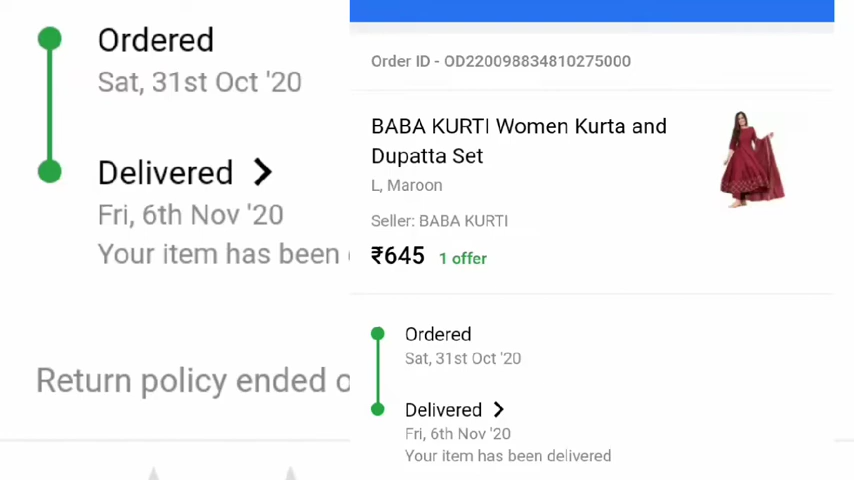 Ordered
Sat, 31st Oct '20
Delivered
Fri, 6th Nov '20
Your item has been
Return policy ended
Order ID - OD220098834810275000
BABA KURTI Women Kurta and
Dupatta Set
L, Maroon
Seller: BABA KURTI
₹645 1 offer
Ordered
Sat, 31st Oct '20
Delivered
Fri, 6th Nov '20
Your item has been delivered